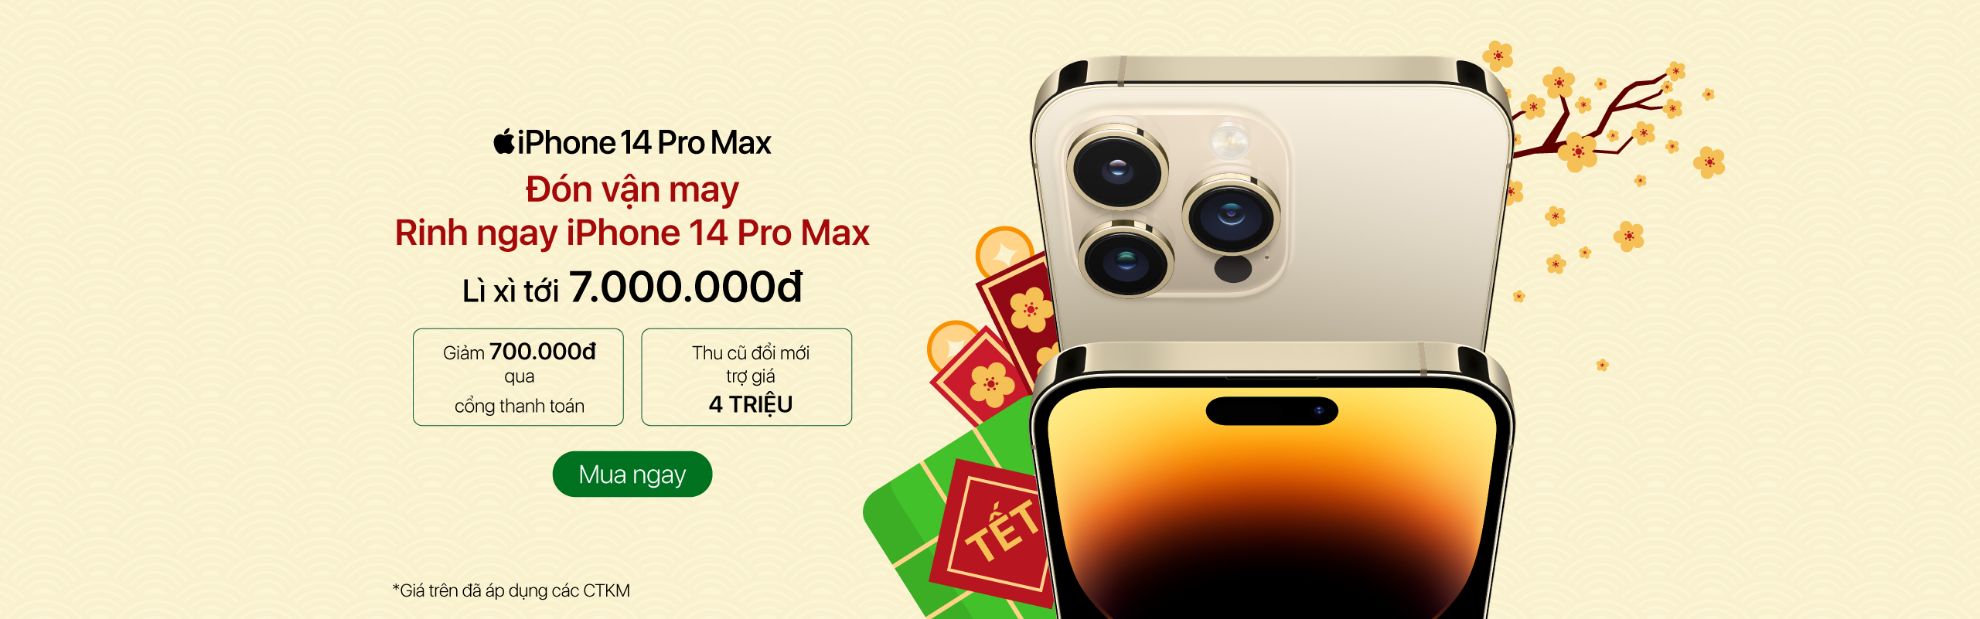 iPhone 14 Pro Max
Đón vận may
Rinh ngay iPhone 14 Pro Max
Lì xì tới 7.000.000đ
Giảm 700.000đ
qua
cổng thanh toán
Thu cũ đổi mới
trợ giá
4 TRIỆU
Mua ngay
TẾT
*Giá trên đã áp dụng các CTKM